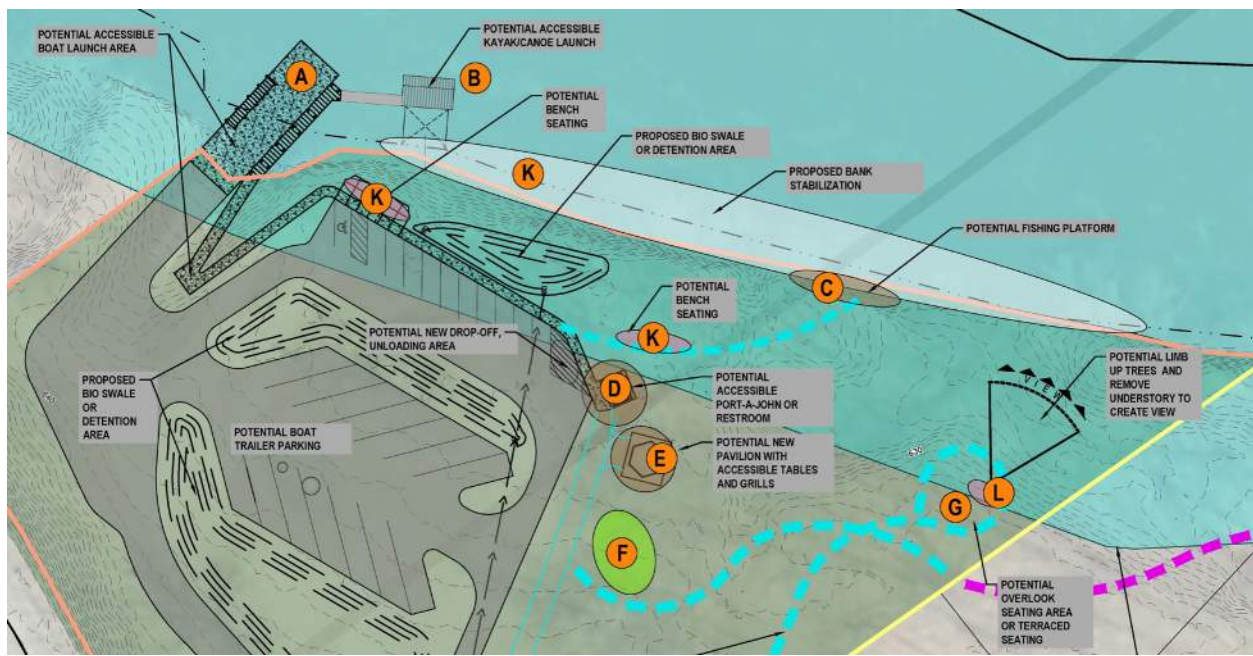 POTENTIAL ACCESSIBLE
BOAT LAUNCH AREA
A
POTENTIAL ACCESSIBLE
KAYAK/CANOE LAUNCH
B
POTENTIAL
BENCH
SEATING
K
PROPOSED BIO SWALE
OR DETENTION AREA
K
PROPOSED BANK
STABILIZATION
POTENTIAL FISHING PLATFORM
C
POTENTIAL
BENCH
SEATING
K
POTENTIAL NEW DROP-OFF,
UNLOADING AREA
D
POTENTIAL
ACCESSIBLE
PORT-A-JOHN OR
RESTROOM
VIEW
POTENTIAL LIMB
UP TREES AND
REMOVE
UNDERSTORY TO
CREATE VIEW
PROPOSED
BIO SWALE
OR
DETENTION
AREA
POTENTIAL BOAT
TRAILER PARKING
E
POTENTIAL NEW
PAVILION WITH
ACCESSIBLE TABLES
AND GRILLS
630
G
L
F
POTENTIAL
OVERLOOK
SEATING AREA
OR TERRACED
SEATING